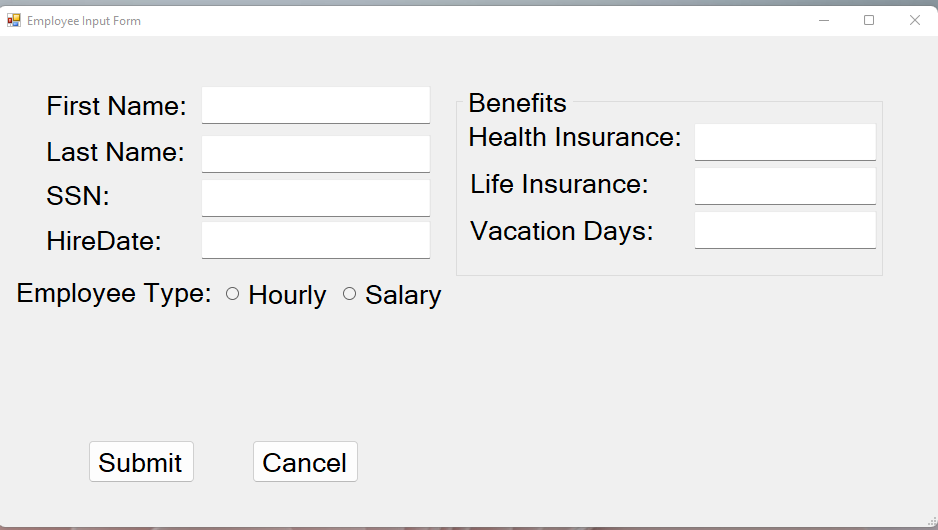 Employee Input Form
First Name:
Last Name:
SSN:
HireDate:
Employee Type: Hourly Salary
Benefits
Health Insurance:
Life Insurance:
Vacation Days:
Submit Cancel